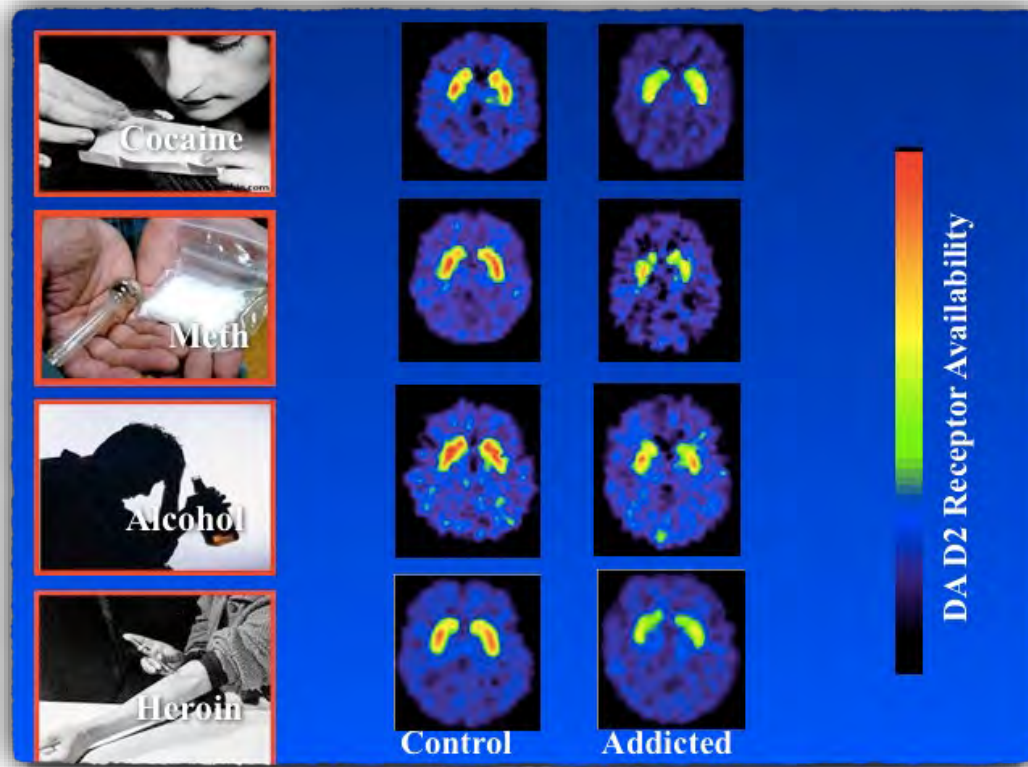 Cocaine
Meth
Alcohol
Heroin
Control
Addicted
DA D2 Receptor Availability